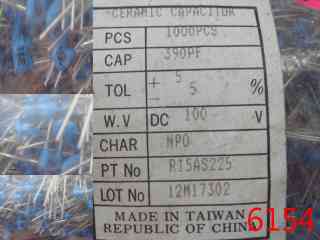 CERAMIC CAPACITOR
PCS 1000PCS
CAP 390PF
TOL + 5 - 5 %
W.V DC 100 V
CHAR NPO
PT No R15AS225
LOT No 12M17302
MADE IN TAIWAN
REPUBLIC OF CHINA
6154